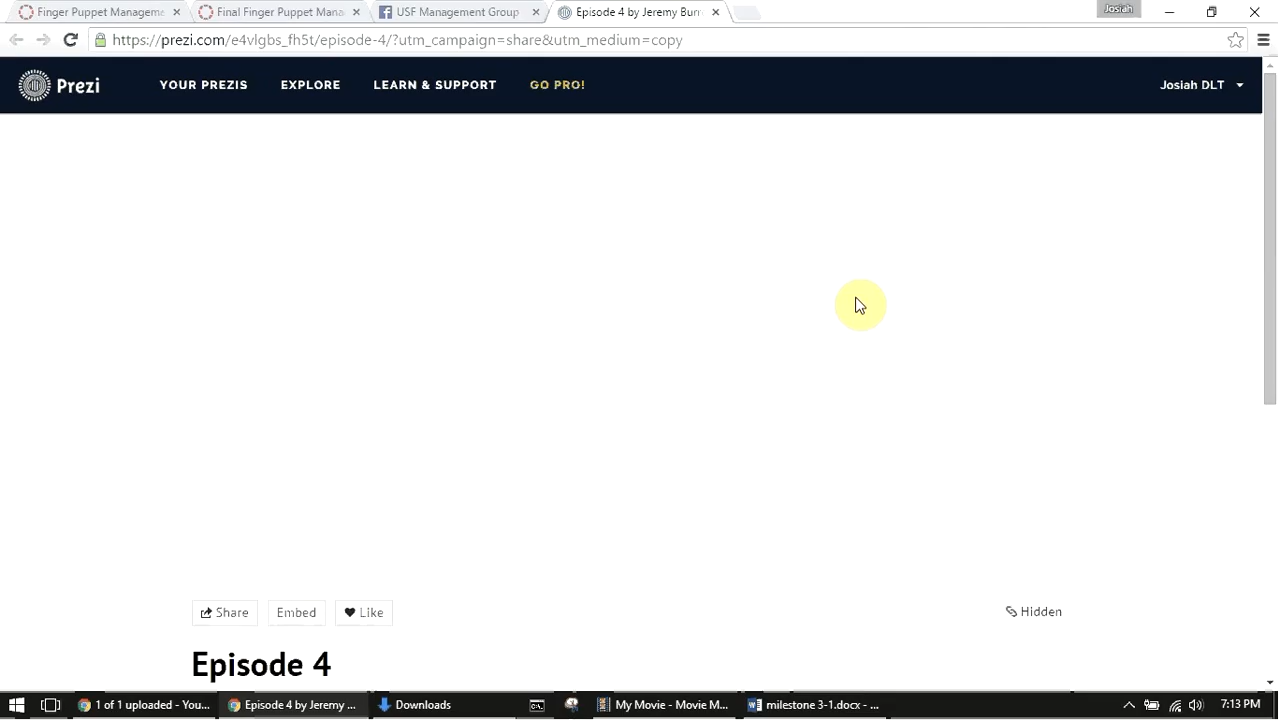 Finger Puppet Manageme
Final Finger Puppet Mana
USF Management Group
Episode 4 by Jeremy Burr
Josiah
https://prezi.com/e4vlgbs_fh5t/episode-4/?utm_campaign=share&utm_medium=copy
Prezi
YOUR PREZIS
EXPLORE
LEARN & SUPPORT
GO PRO!
Josiah DLT
Share
Embed
Like
Hidden
Episode 4
1 of 1 uploaded - You...
Episode 4 by Jeremy ...
Downloads
My Movie - Movie M...
milestone 3-1.docx - ...
7:13 PM